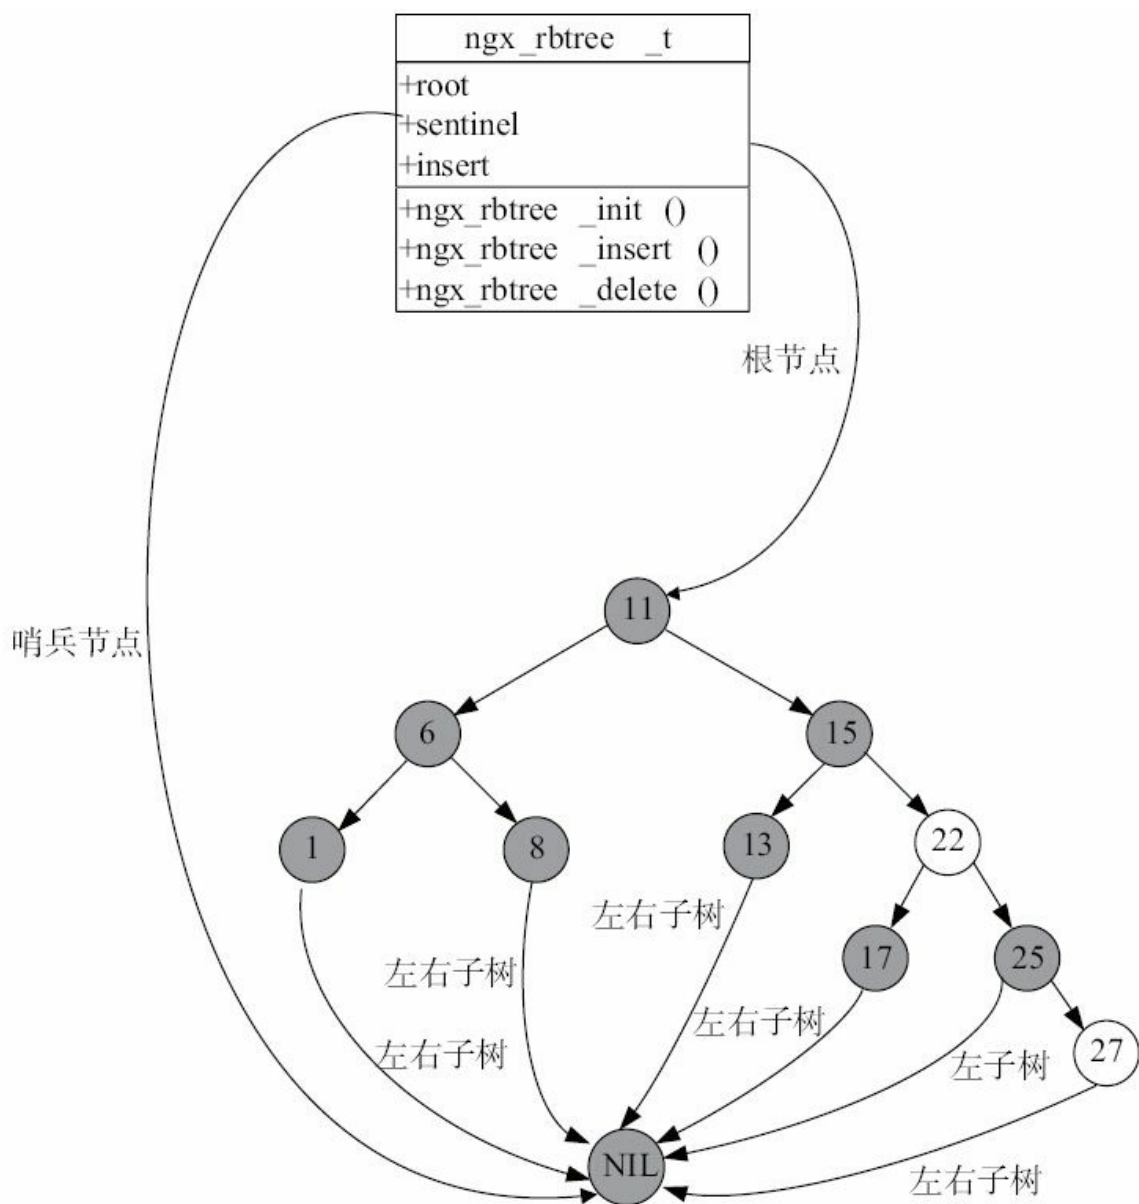 ngx_rbtree _t
+root
+sentinel
+insert
+ngx_rbtree _init ()
+ngx_rbtree _insert ()
+ngx_rbtree _delete ()
根节点
哨兵节点
11
6
15
1
8
13
22
左右子树
左右子树
17
25
左右子树
左右子树
左子树
27
NIL
左右子树